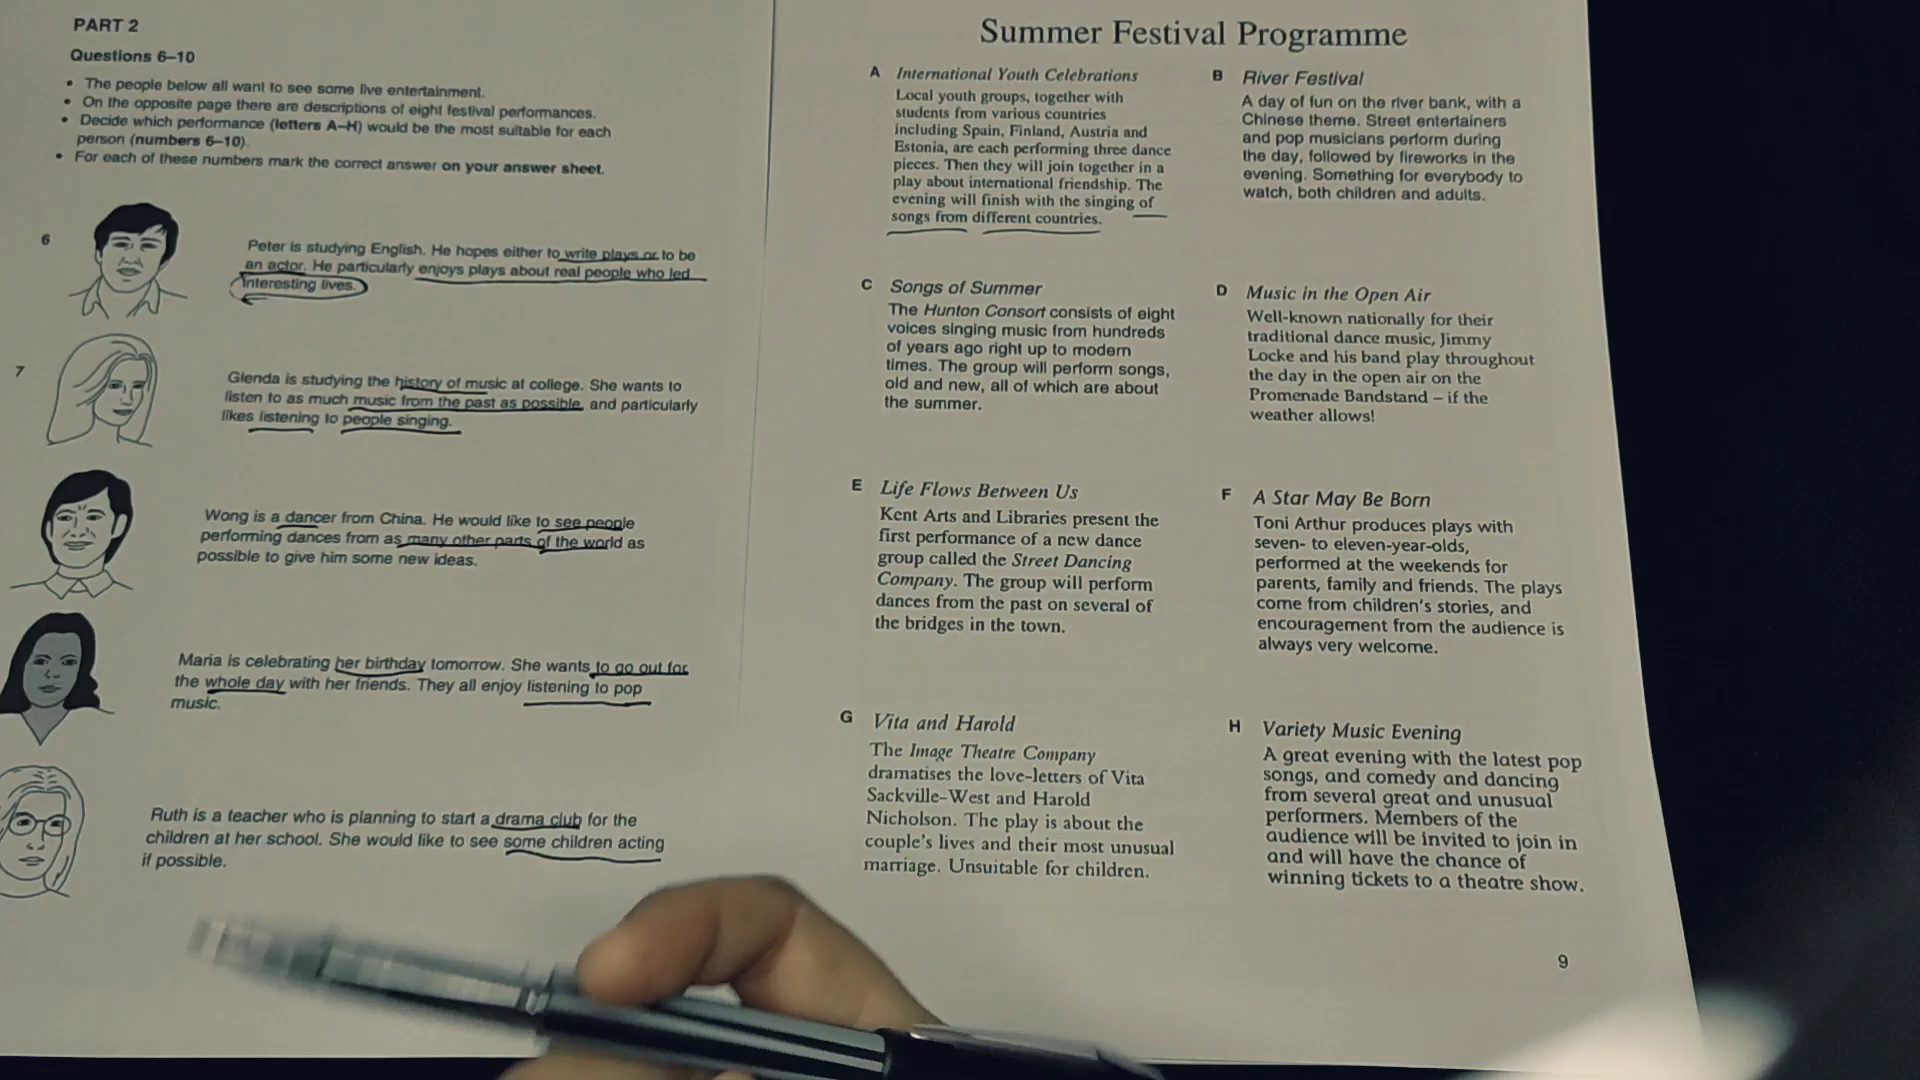 PART 2
Questions 6–10
• The people below all want to see some live entertainment.
• On the opposite page there are descriptions of eight festival performances.
• Decide which performance (letters A–H) would be the most suitable for each
person (numbers 6–10).
• For each of these numbers mark the correct answer on your answer sheet.
6
Peter is studying English. He hopes either to write plays or to be
an actor. He particularly enjoys plays about real people who led
interesting lives.
7
Glenda is studying the history of music at college. She wants to
listen to as much music from the past as possible, and particularly
likes listening to people singing.
Wong is a dancer from China. He would like to see people
performing dances from as many other parts of the world as
possible to give him some new ideas.
Maria is celebrating her birthday tomorrow. She wants to go out for
the whole day with her friends. They all enjoy listening to pop
music.
Ruth is a teacher who is planning to start a drama club for the
children at her school. She would like to see some children acting
if possible.
Summer Festival Programme
A International Youth Celebrations
Local youth groups, together with
students from various countries
including Spain, Finland, Austria and
Estonia, are each performing three dance
pieces. Then they will join together in a
play about international friendship. The
evening will finish with the singing of
songs from different countries.
B River Festival
A day of fun on the river bank, with a
Chinese theme. Street entertainers
and pop musicians perform during
the day, followed by fireworks in the
evening. Something for everybody to
watch, both children and adults.
C Songs of Summer
The Hunton Consort consists of eight
voices singing music from hundreds
of years ago right up to modern
times. The group will perform songs,
old and new, all of which are about
the summer.
D Music in the Open Air
Well-known nationally for their
traditional dance music, Jimmy
Locke and his band play throughout
the day in the open air on the
Promenade Bandstand – if the
weather allows!
E Life Flows Between Us
Kent Arts and Libraries present the
first performance of a new dance
group called the Street Dancing
Company. The group will perform
dances from the past on several of
the bridges in the town.
F A Star May Be Born
Toni Arthur produces plays with
seven- to eleven-year-olds,
performed at the weekends for
parents, family and friends. The plays
come from children's stories, and
encouragement from the audience is
always very welcome.
G Vita and Harold
The Image Theatre Company
dramatises the love-letters of Vita
Sackville-West and Harold
Nicholson. The play is about the
couple's lives and their most unusual
marriage. Unsuitable for children.
H Variety Music Evening
A great evening with the latest pop
songs, and comedy and dancing
from several great and unusual
performers. Members of the
audience will be invited to join in
and will have the chance of
winning tickets to a theatre show.
9